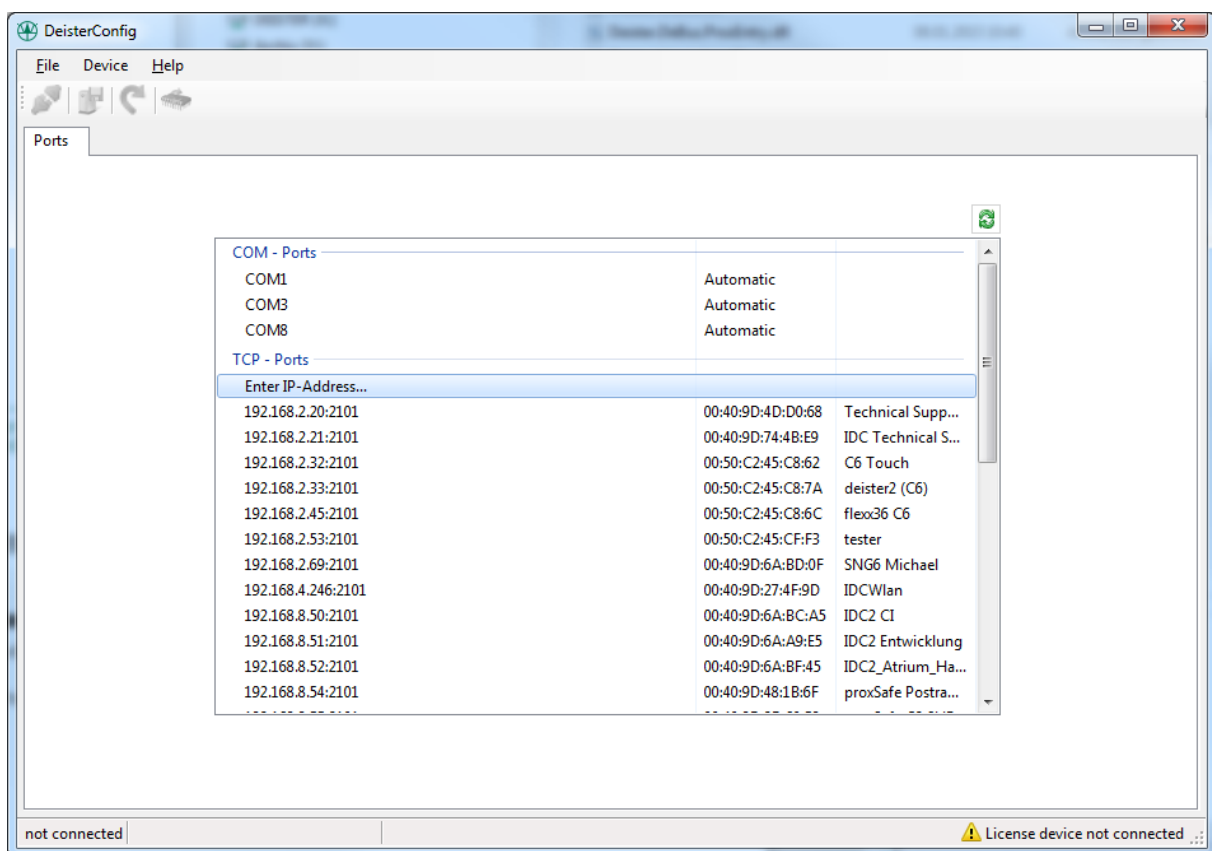 DeisterConfig
File Device Help
Ports
COM - Ports
COM1 Automatic
COM3 Automatic
COM8 Automatic
TCP - Ports
Enter IP-Address...
192.168.2.20:2101 00:40:9D:4D:D0:68 Technical Supp...
192.168.2.21:2101 00:40:9D:74:4B:E9 IDC Technical S...
192.168.2.32:2101 00:50:C2:45:C8:62 C6 Touch
192.168.2.33:2101 00:50:C2:45:C8:7A deister2 (C6)
192.168.2.45:2101 00:50:C2:45:C8:6C flexx36 C6
192.168.2.53:2101 00:50:C2:45:CF:F3 tester
192.168.2.69:2101 00:40:9D:6A:BD:0F SNG6 Michael
192.168.4.246:2101 00:40:9D:27:4F:9D IDCWlan
192.168.8.50:2101 00:40:9D:6A:BC:A5 IDC2 CI
192.168.8.51:2101 00:40:9D:6A:A9:E5 IDC2 Entwicklung
192.168.8.52:2101 00:40:9D:6A:BF:45 IDC2_Atrium_Ha...
192.168.8.54:2101 00:40:9D:48:1B:6F proxSafe Postra...
not connected License device not connected